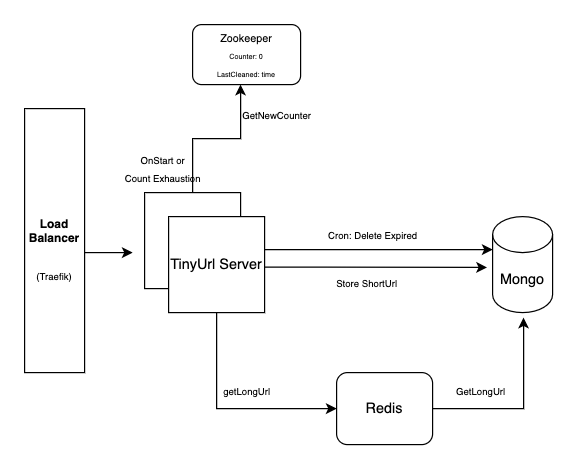 Zookeeper
Counter: 0
LastCleaned: time
GetNewCounter
OnStart or
Count Exhaustion
Load
Balancer
(Traefik)
TinyUrl Server
Cron: Delete Expired
Store ShortUrl
Mongo
getLongUrl
Redis
GetLongUrl